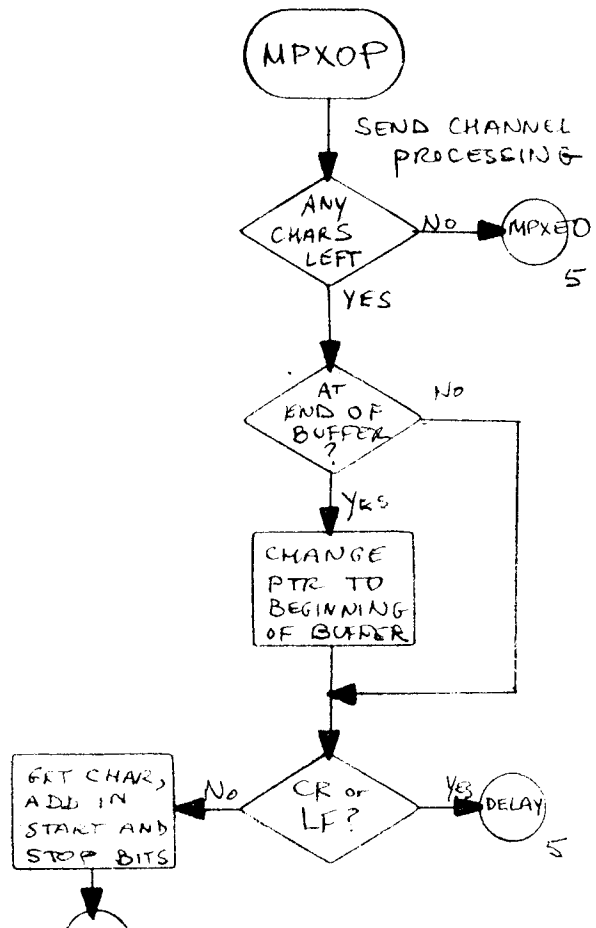 MPXOP
SEND CHANNEL
PROCESSING
ANY
CHARS
LEFT
NO
MPXEO
5
YES
AT
END OF
BUFFER
?
NO
YES
CHANGE
PTR TO
BEGINNING
OF BUFFER
CR or
LF?
YES
DELAY
5
NO
GET CHAR,
ADD IN
START AND
STOP BITS